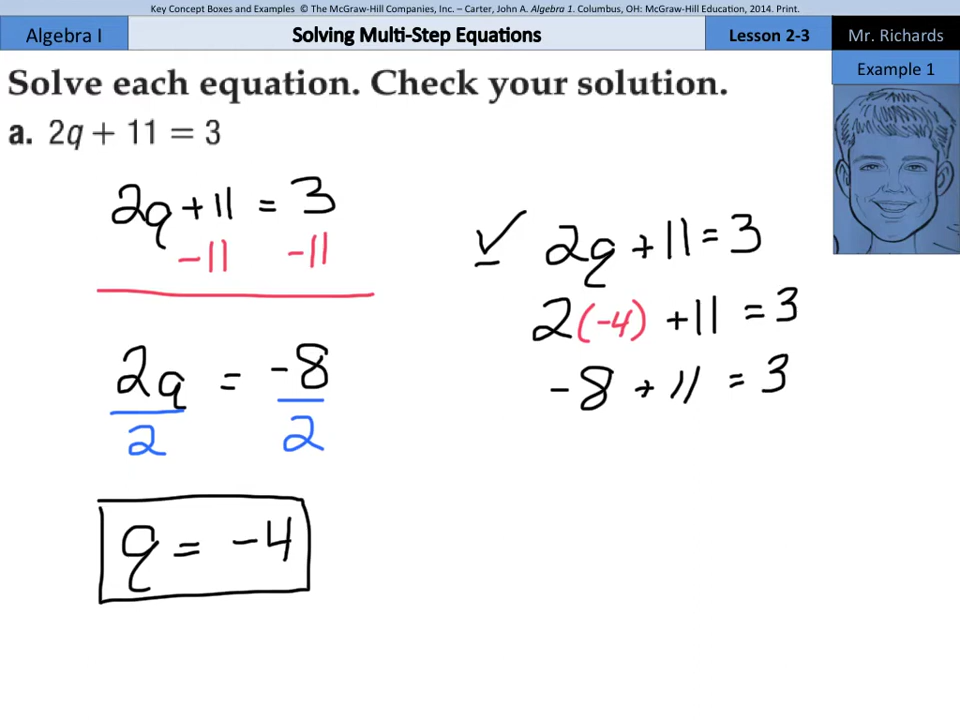 Key Concept Boxes and Examples © The McGraw-Hill Companies, Inc. – Carter, John A. Algebra 1. Columbus, OH: McGraw-Hill Education, 2014. Print.
Algebra I
Solving Multi-Step Equations
Lesson 2-3
Mr. Richards
Example 1
Solve each equation. Check your solution.
a. 2q + 11 = 3
2q + 11 = 3
-11 -11
2q = -8
2 2
q = -4
✓ 2q + 11 = 3
2(-4) + 11 = 3
-8 + 11 = 3